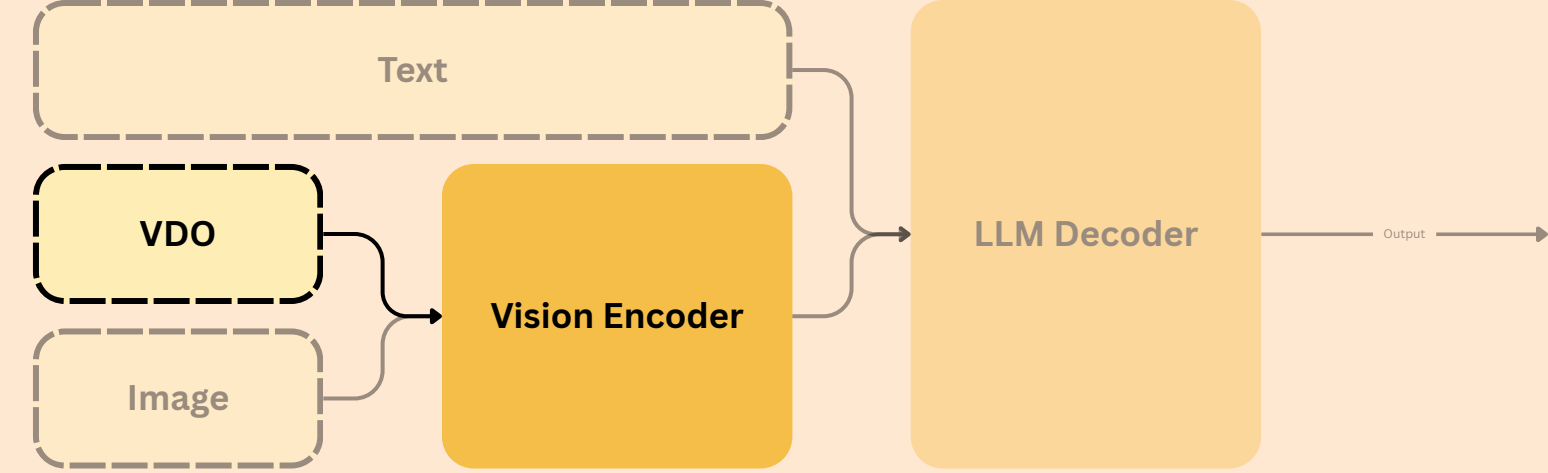 Text
VDO
Image
Vision Encoder
LLM Decoder
Output